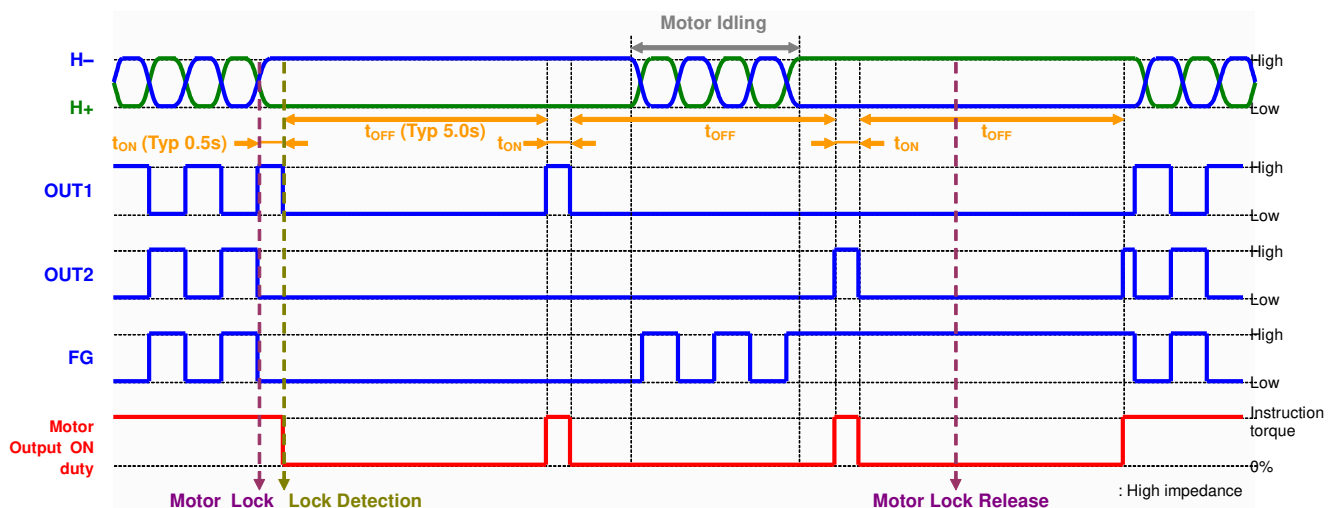 Motor Idling
H–
High
H+
Low
tON (Typ 0.5s)
tOFF (Typ 5.0s)
tON
tOFF
tON
tOFF
OUT1
High
Low
OUT2
High
Low
FG
High
Low
Motor
Output ON
duty
Instruction
torque
0%
Motor Lock
Lock Detection
Motor Lock Release
: High impedance